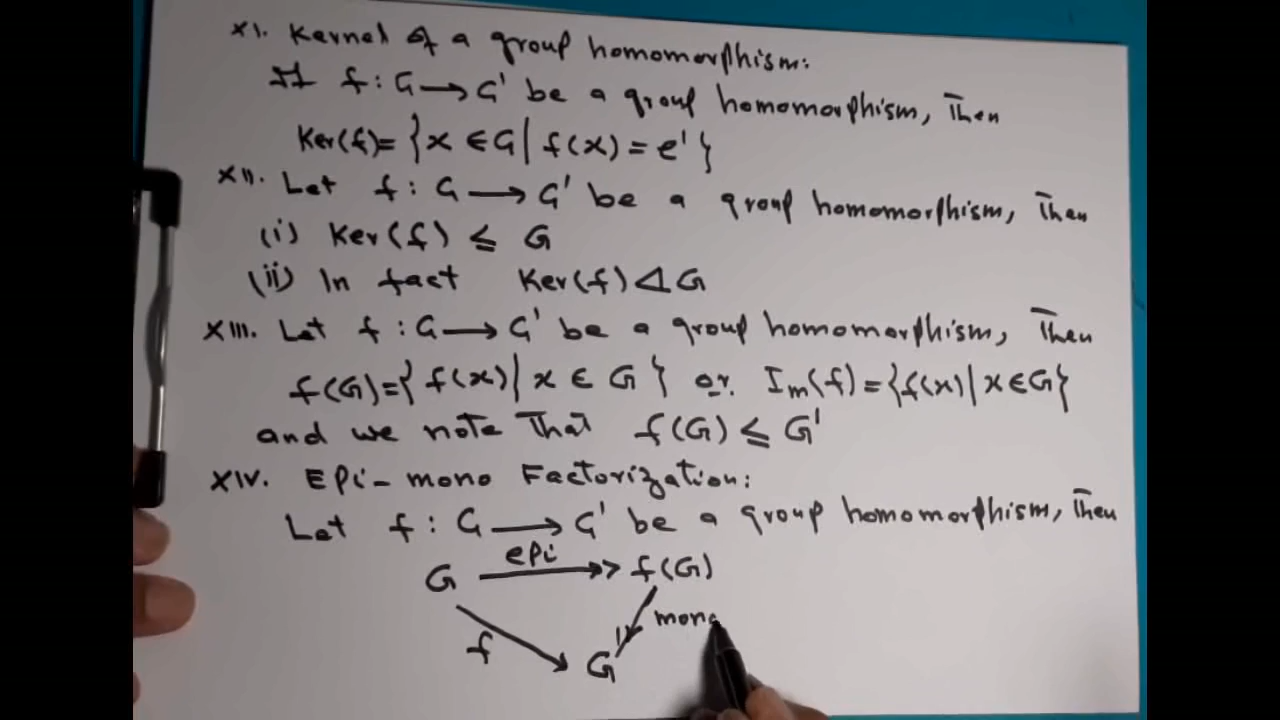 XI. Kernel of a group homomorphism:
If f : G → G' be a group homomorphism, Then
Ker(f) = {x ∈ G | f(x) = e'}
XII. Let f : G → G' be a group homomorphism, Then
(i) Ker(f) ≤ G
(ii) In fact Ker(f) ⊲ G
XIII. Let f : G → G' be a group homomorphism, Then
f(G) = {f(x) | x ∈ G} or Im(f) = {f(x) | x ∈ G}
and we note That f(G) ≤ G'
XIV. Epi-mono Factorization:
Let f : G → G' be a group homomorphism, Then
G epi ↠ f(G)
f mono
G'